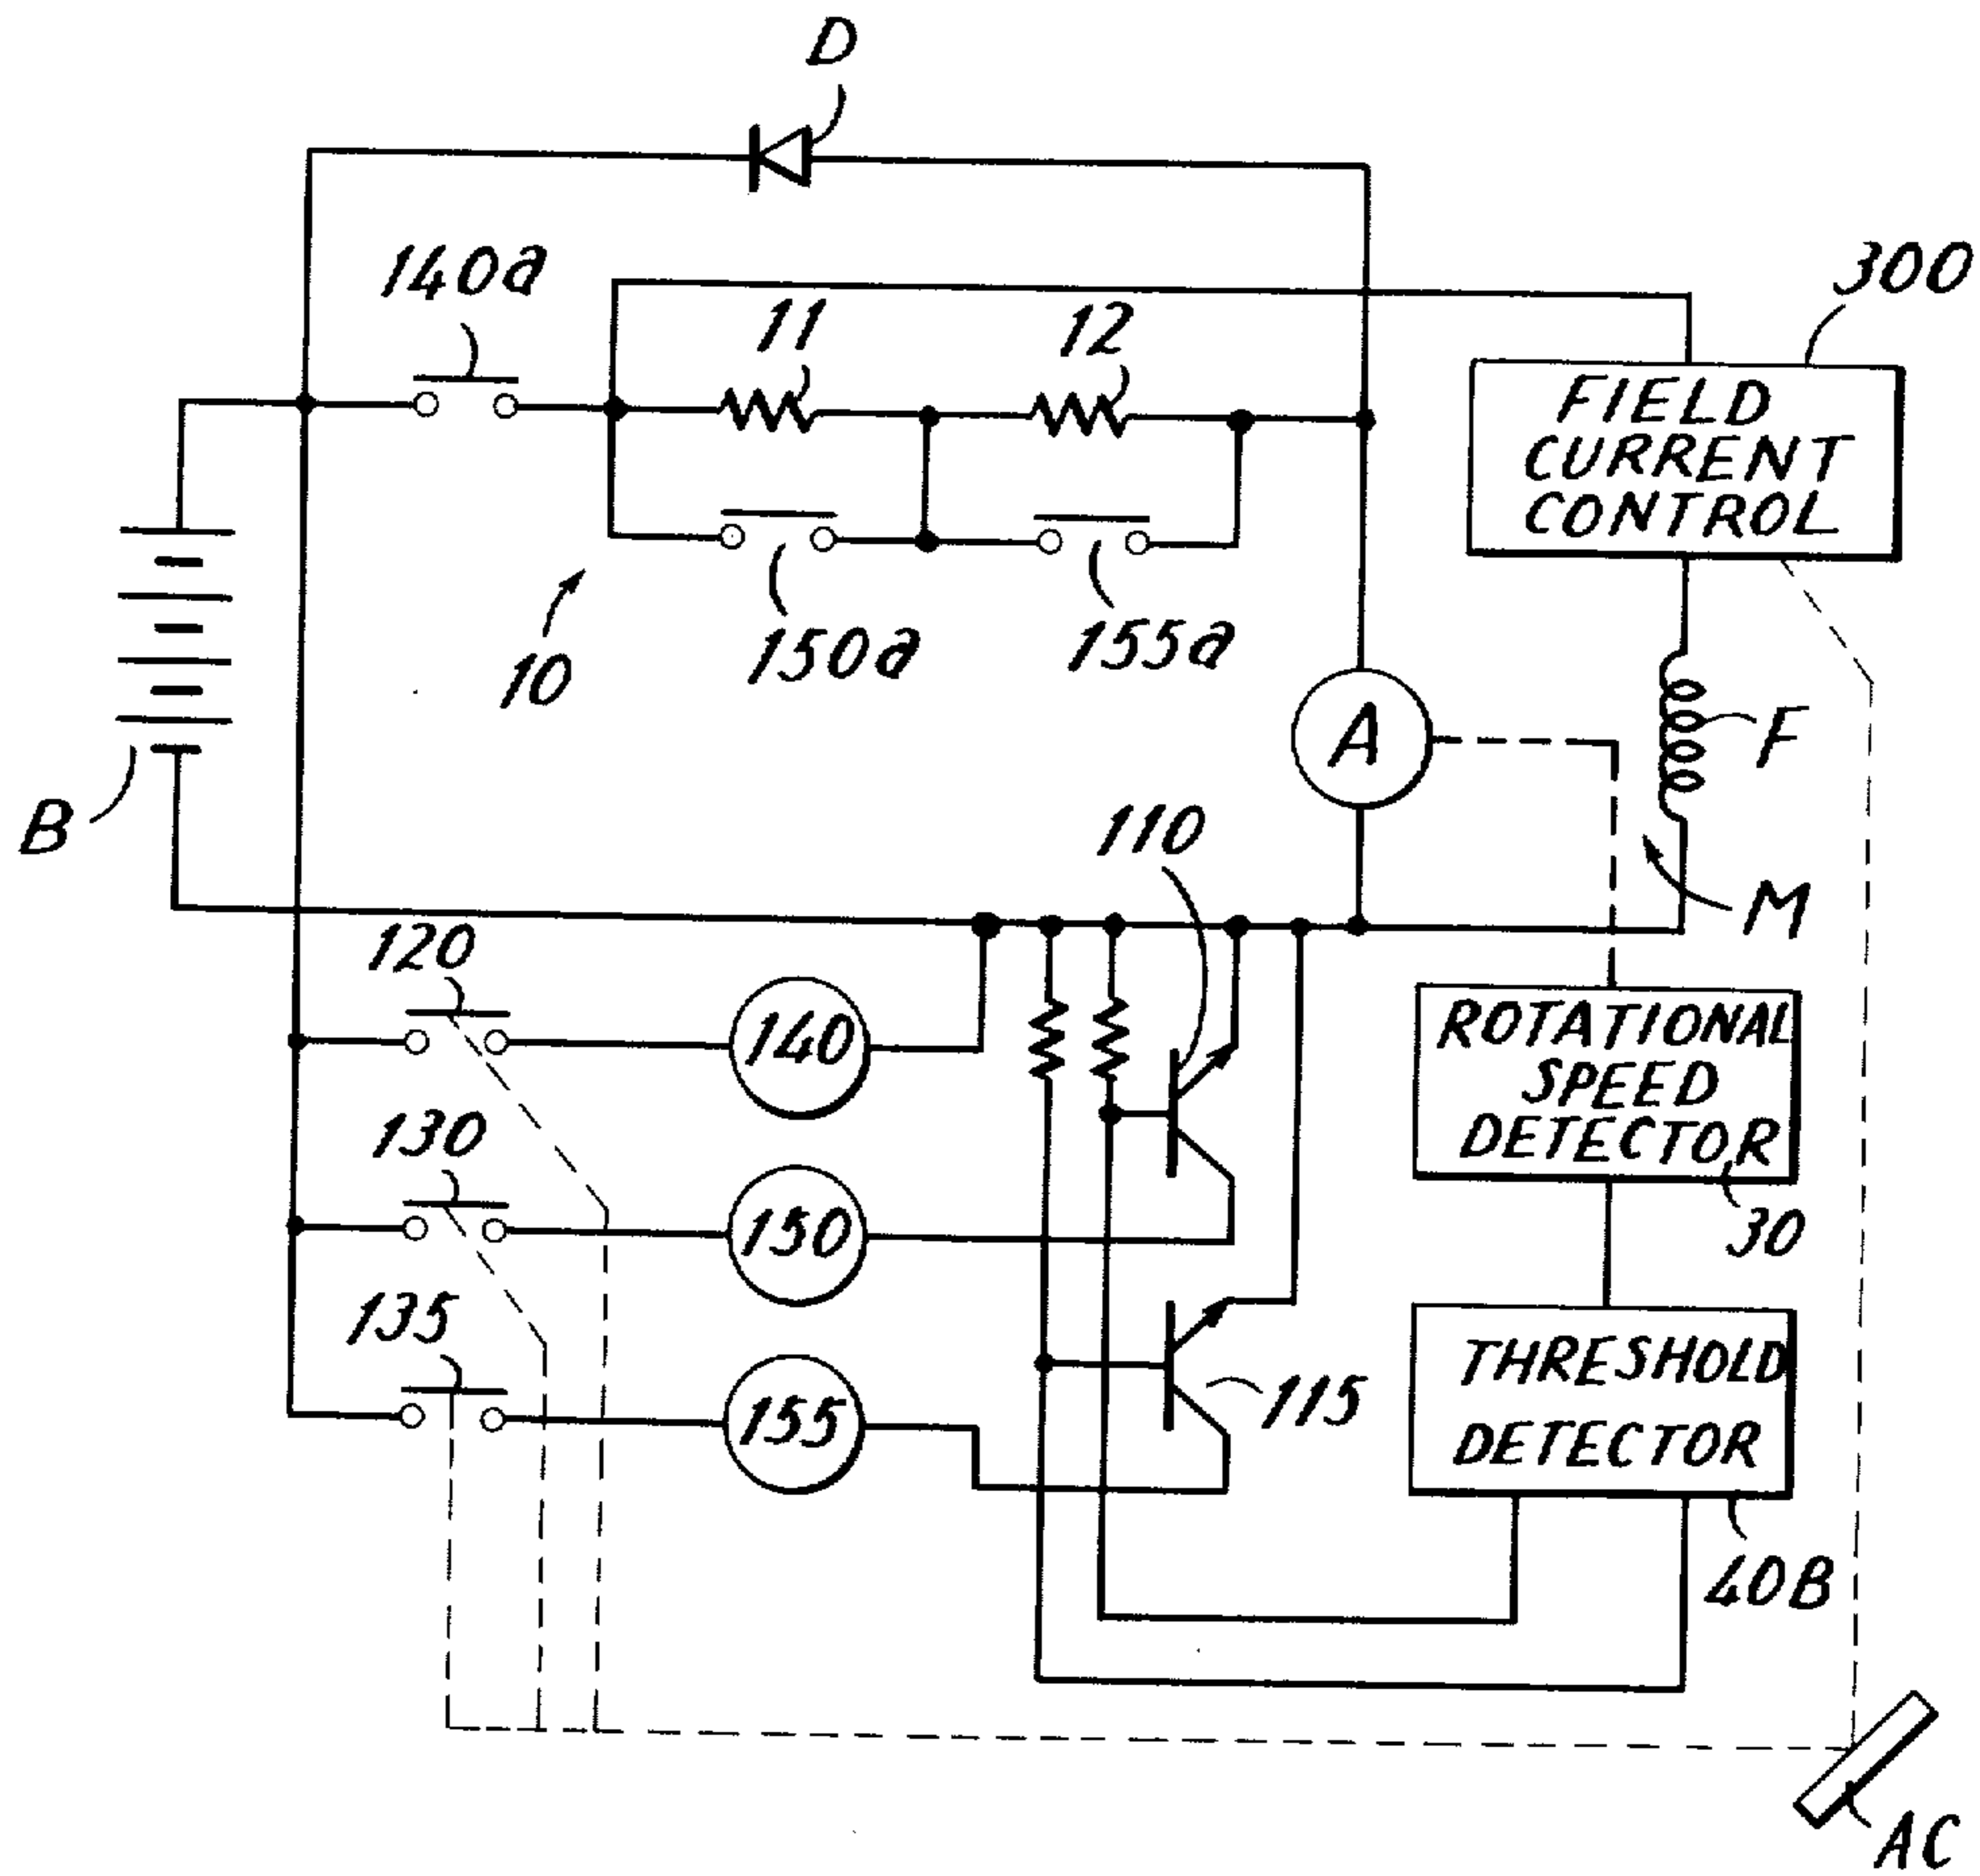 D
140a
11
12
300
FIELD
CURRENT
CONTROL
10
150a
155a
A
F
B
110
M
120
140
ROTATIONAL
SPEED
DETECTOR
130
150
30
135
155
115
THRESHOLD
DETECTOR
40B
AC